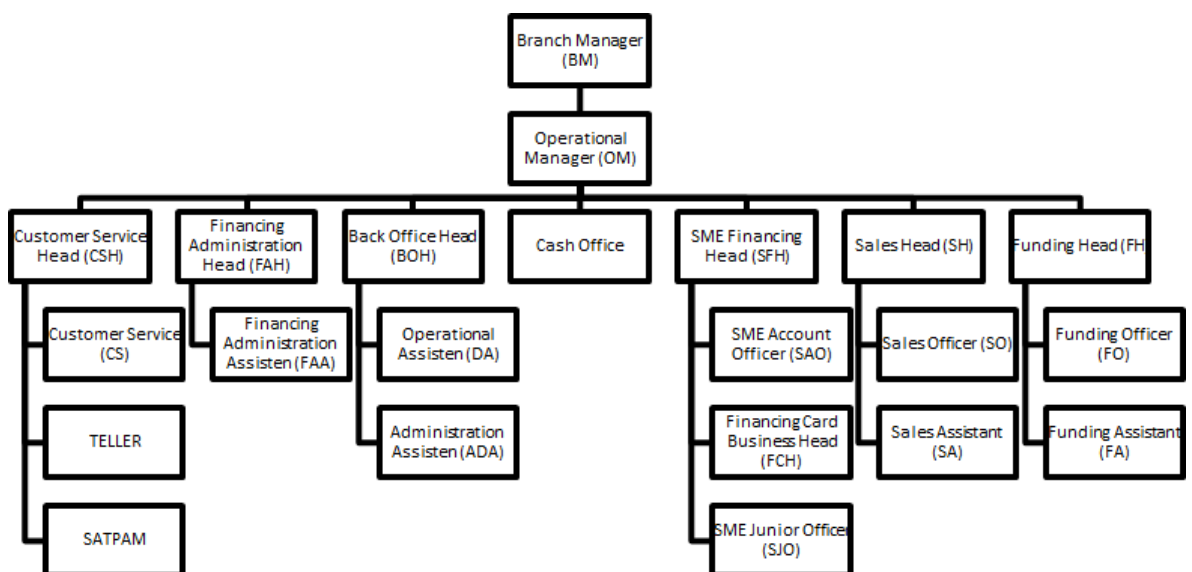 Branch Manager
(BM)
Operational
Manager (OM)
Customer Service
Head (CSH)
Financing
Administration
Head (FAH)
Back Office Head
(BOH)
Cash Office
SME Financing
Head (SFH)
Sales Head (SH)
Funding Head (FH)
Customer Service
(CS)
Financing
Administration
Assisten (FAA)
Operational
Assisten (DA)
SME Account
Officer (SAO)
Sales Officer (SO)
Funding Officer
(FO)
TELLER
Administration
Assisten (ADA)
Financing Card
Business Head
(FCH)
Sales Assistant
(SA)
Funding Assistant
(FA)
SATPAM
SME Junior Officer
(SJO)